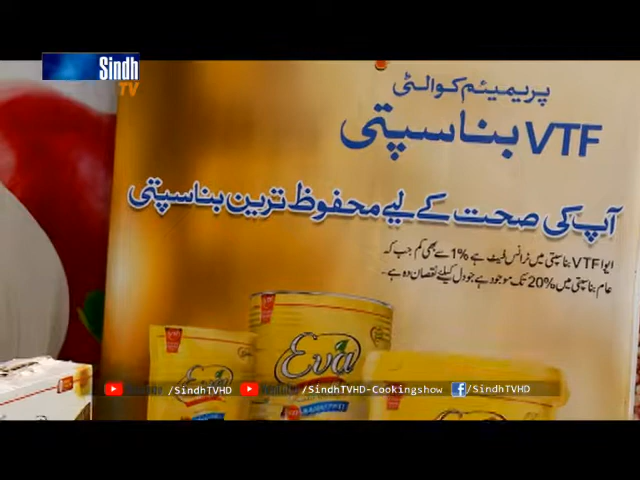 Sindh
TV
پریمیئم کوالٹی
VTF بناسپتی
آپ کی صحت کے لیے محفوظ ترین بناسپتی
ایوا VTF بناسپتی میں ٹرانس فیٹ ہے 1% سے بھی کم جب کہ
عام بناسپتی میں 20% تک موجود ہے جو دل کیلئے نقصان دہ ہے۔
Eva
/SindhTVHD
/SindhTVHD-Cookingshow
/SindhTVHD